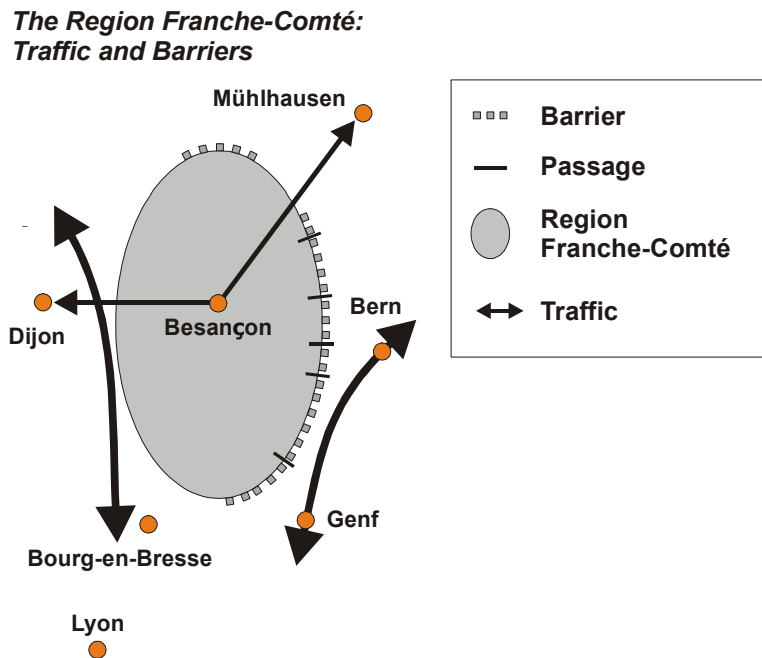 The Region Franche-Comté:
Traffic and Barriers
Mühlhausen
Barrier
Passage
Region
Franche-Comté
Traffic
Bern
Dijon
Besançon
Genf
Bourg-en-Bresse
Lyon